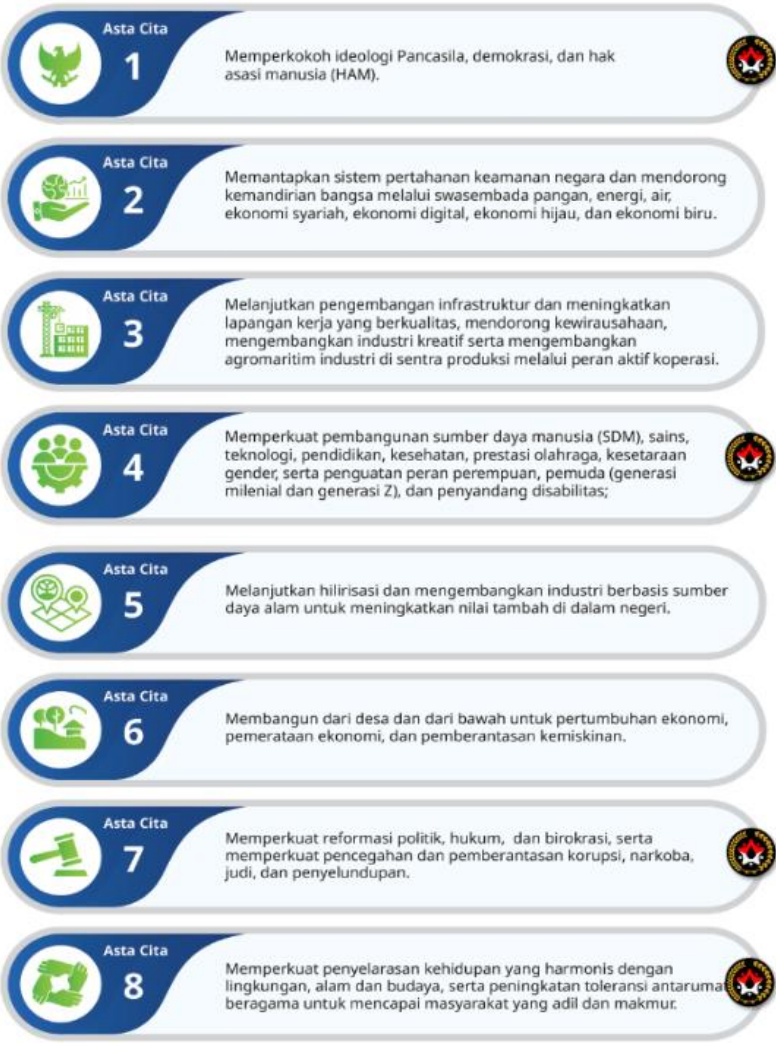 Asta Cita
1
Memperkokoh ideologi Pancasila, demokrasi, dan hak
asasi manusia (HAM).
Asta Cita
2
Memantapkan sistem pertahanan keamanan negara dan mendorong
kemandirian bangsa melalui swasembada pangan, energi, air,
ekonomi syariah, ekonomi digital, ekonomi hijau, dan ekonomi biru.
Asta Cita
3
Melanjutkan pengembangan infrastruktur dan meningkatkan
lapangan kerja yang berkualitas, mendorong kewirausahaan,
mengembangkan industri kreatif serta mengembangkan
agromaritim industri di sentra produksi melalui peran aktif koperasi.
Asta Cita
4
Memperkuat pembangunan sumber daya manusia (SDM), sains,
teknologi, pendidikan, kesehatan, prestasi olahraga, kesetaraan
gender, serta penguatan peran perempuan, pemuda (generasi
milenial dan generasi Z), dan penyandang disabilitas;
Asta Cita
5
Melanjutkan hilirisasi dan mengembangkan industri berbasis sumber
daya alam untuk meningkatkan nilai tambah di dalam negeri.
Asta Cita
6
Membangun dari desa dan dari bawah untuk pertumbuhan ekonomi,
pemerataan ekonomi, dan pemberantasan kemiskinan.
Asta Cita
7
Memperkuat reformasi politik, hukum, dan birokrasi, serta
memperkuat pencegahan dan pemberantasan korupsi, narkoba,
judi, dan penyelundupan.
Asta Cita
8
Memperkuat penyelarasan kehidupan yang harmonis dengan
lingkungan, alam dan budaya, serta peningkatan toleransi antarumat
beragama untuk mencapai masyarakat yang adil dan makmur.